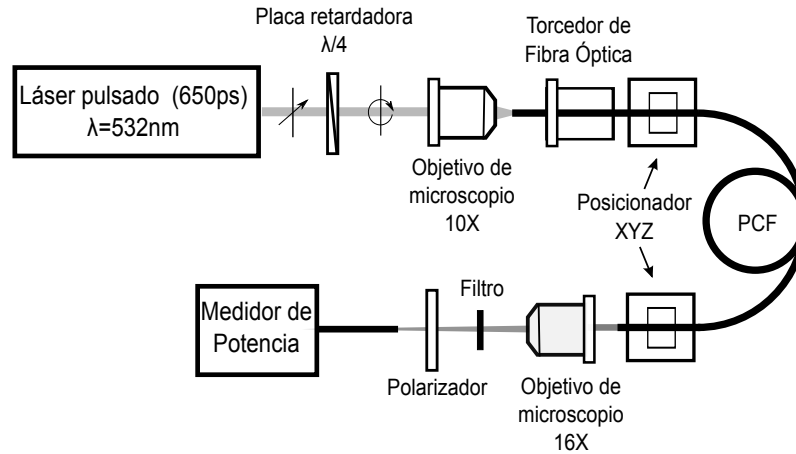 Placa retardadora
λ/4
Torcedor de
Fibra Óptica
Láser pulsado (650ps)
λ=532nm
Objetivo de
microscopio
10X
Posicionador
XYZ
PCF
Medidor de
Potencia
Filtro
Polarizador
Objetivo de
microscopio
16X